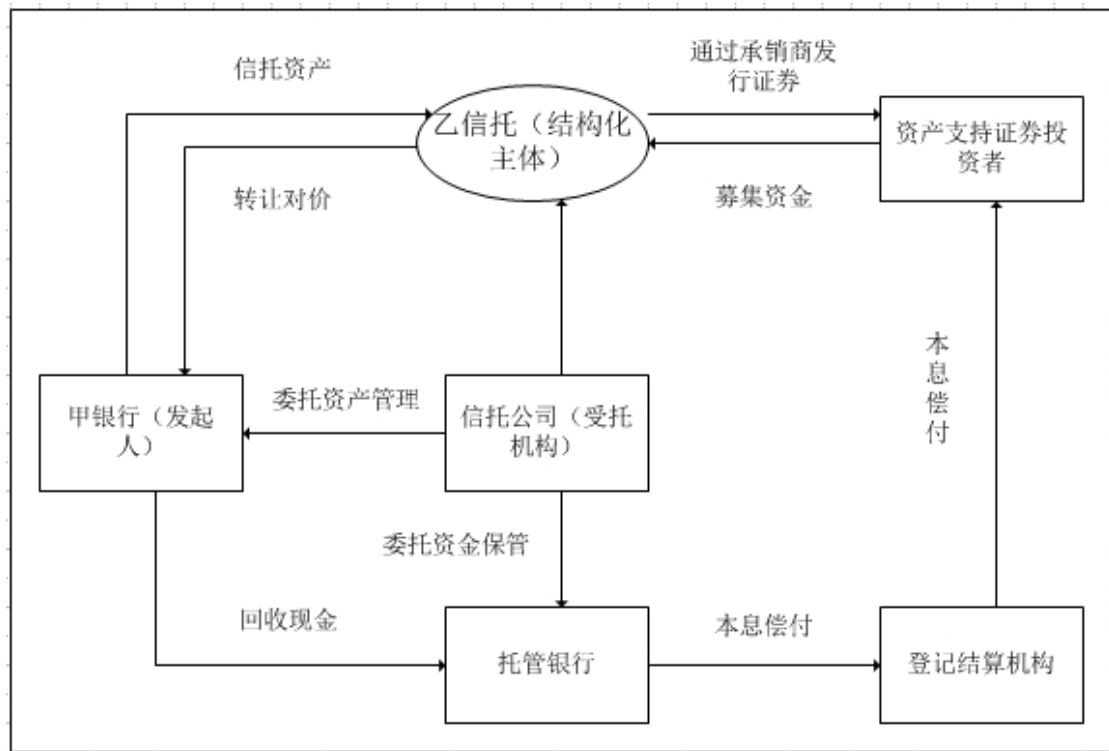 信托资产
通过承销商发
行证券
乙信托（结构化
主体）
资产支持证券投
资者
转让对价
募集资金
本
息
偿
付
甲银行（发起
人）
委托资产管理
信托公司（受托
机构）
委托资金保管
回收现金
托管银行
本息偿付
登记结算机构